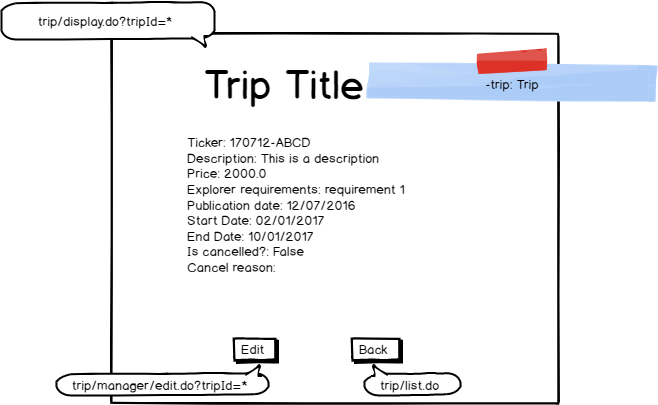 trip/display.do?tripId=*
Trip Title
-trip: Trip
Ticker: 170712-ABCD
Description: This is a description
Price: 2000.0
Explorer requirements: requirement 1
Publication date: 12/07/2016
Start Date: 02/01/2017
End Date: 10/01/2017
Is cancelled?: False
Cancel reason:
Edit
Back
trip/manager/edit.do?tripId=*
trip/list.do